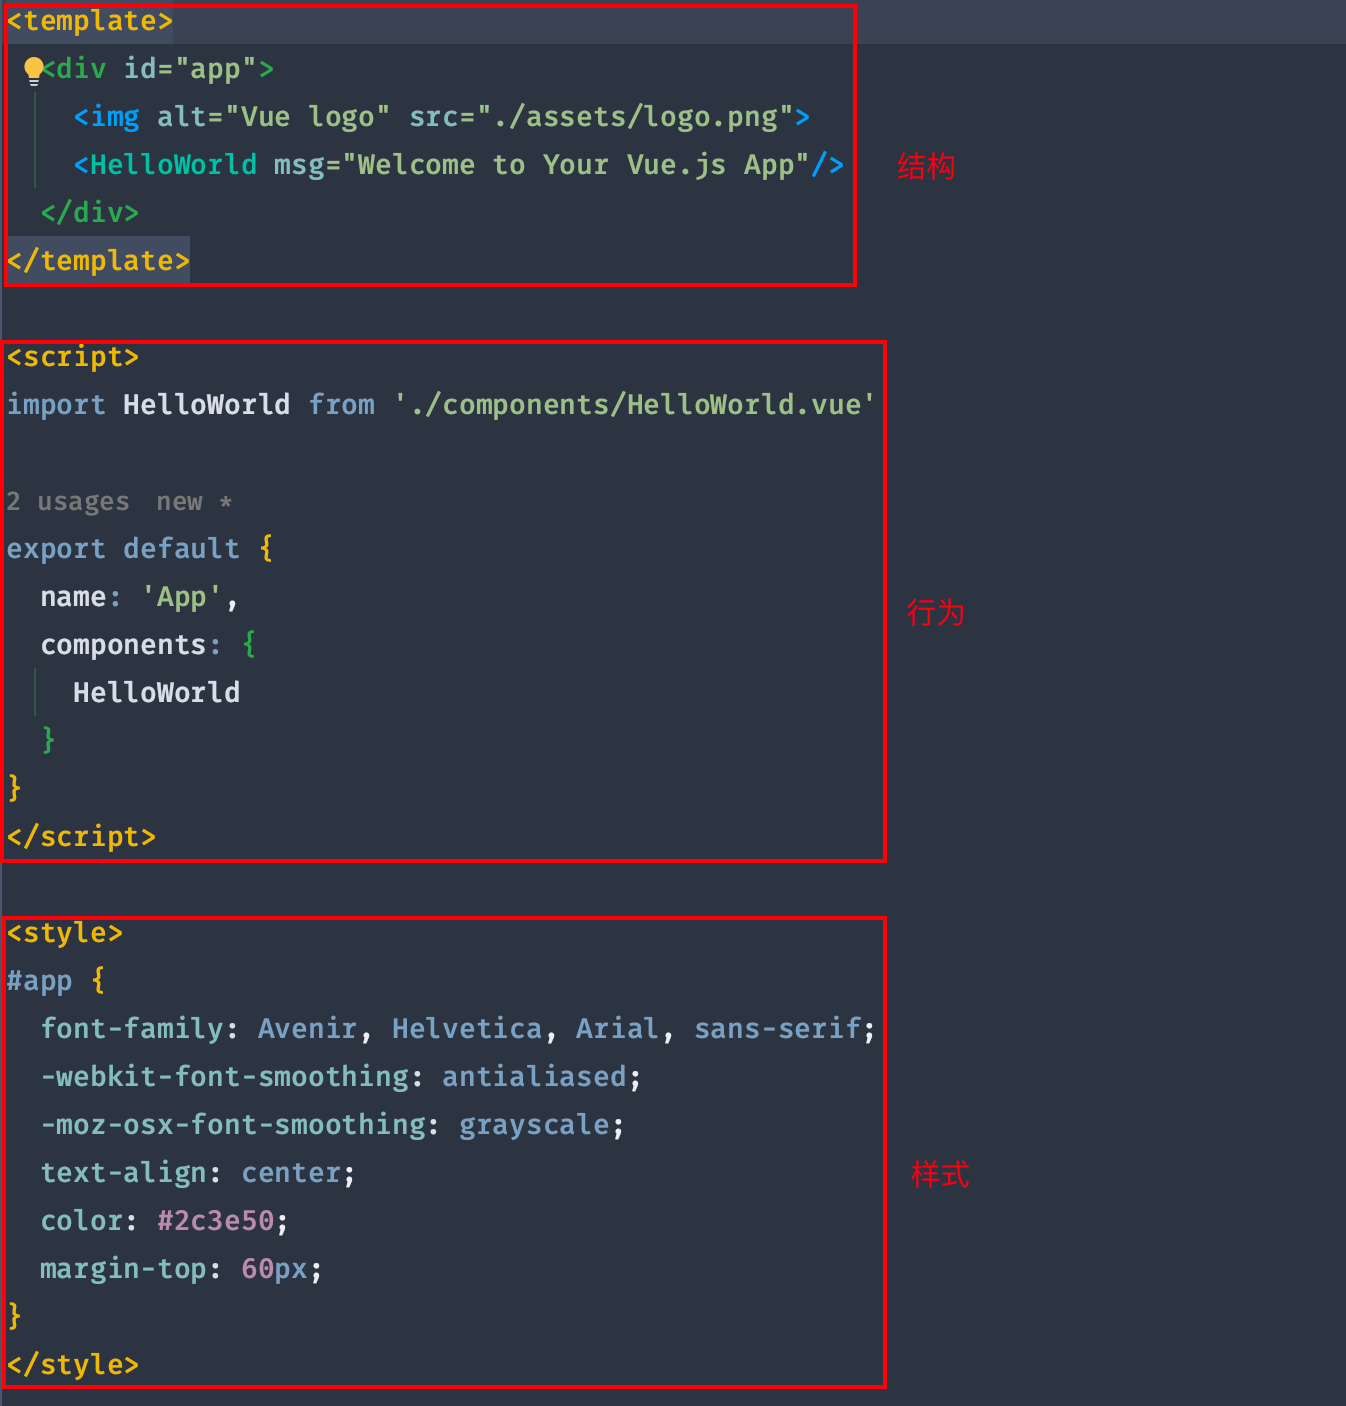 <template>
<div id="app">
<img alt="Vue logo" src="./assets/logo.png">
<HelloWorld msg="Welcome to Your Vue.js App"/>
结构
</div>
</template>
<script>
import HelloWorld from './components/HelloWorld.vue'
2 usages new *
export default {
name: 'App',
行为
components: {
HelloWorld
}
}
</script>
<style>
#app {
font-family: Avenir, Helvetica, Arial, sans-serif;
-webkit-font-smoothing: antialiased;
-moz-osx-font-smoothing: grayscale;
text-align: center;
样式
color: #2c3e50;
margin-top: 60px;
}
</style>